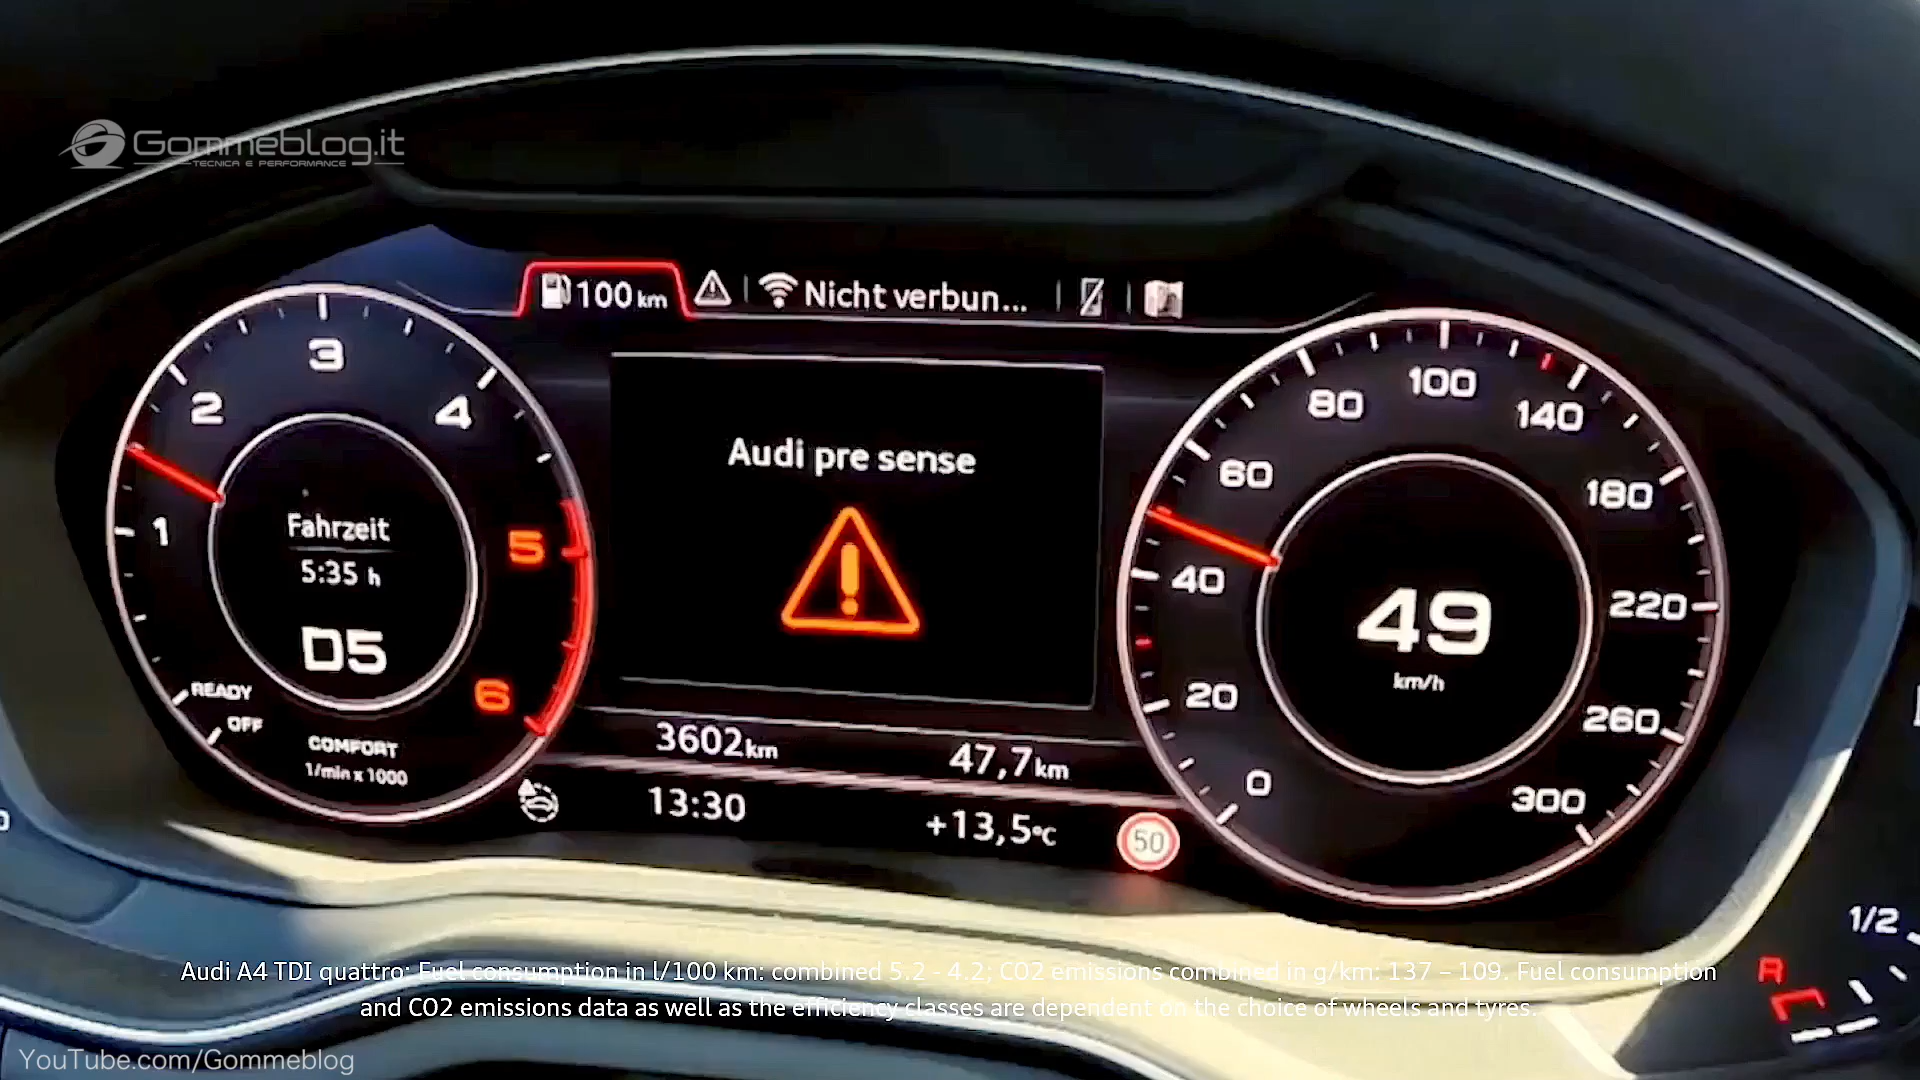 Gommeblog.it
TECNICA E PERFORMANCE
100 km
Nicht verbun...
1
2
3
4
5
6
READY
OFF
Fahrzeit
5:35 h
D5
COMFORT
1/min x 1000
Audi pre sense
3602km
47,7km
13:30
+13,5°C
50
0
20
40
60
80
100
140
180
220
260
300
49
km/h
1/2
R
Audi A4 TDI quattro: Fuel consumption in l/100 km: combined 5.2 - 4.2; CO2 emissions combined in g/km: 137 – 109. Fuel consumption
and CO2 emissions data as well as the efficiency classes are dependent on the choice of wheels and tyres.
YouTube.com/Gommeblog